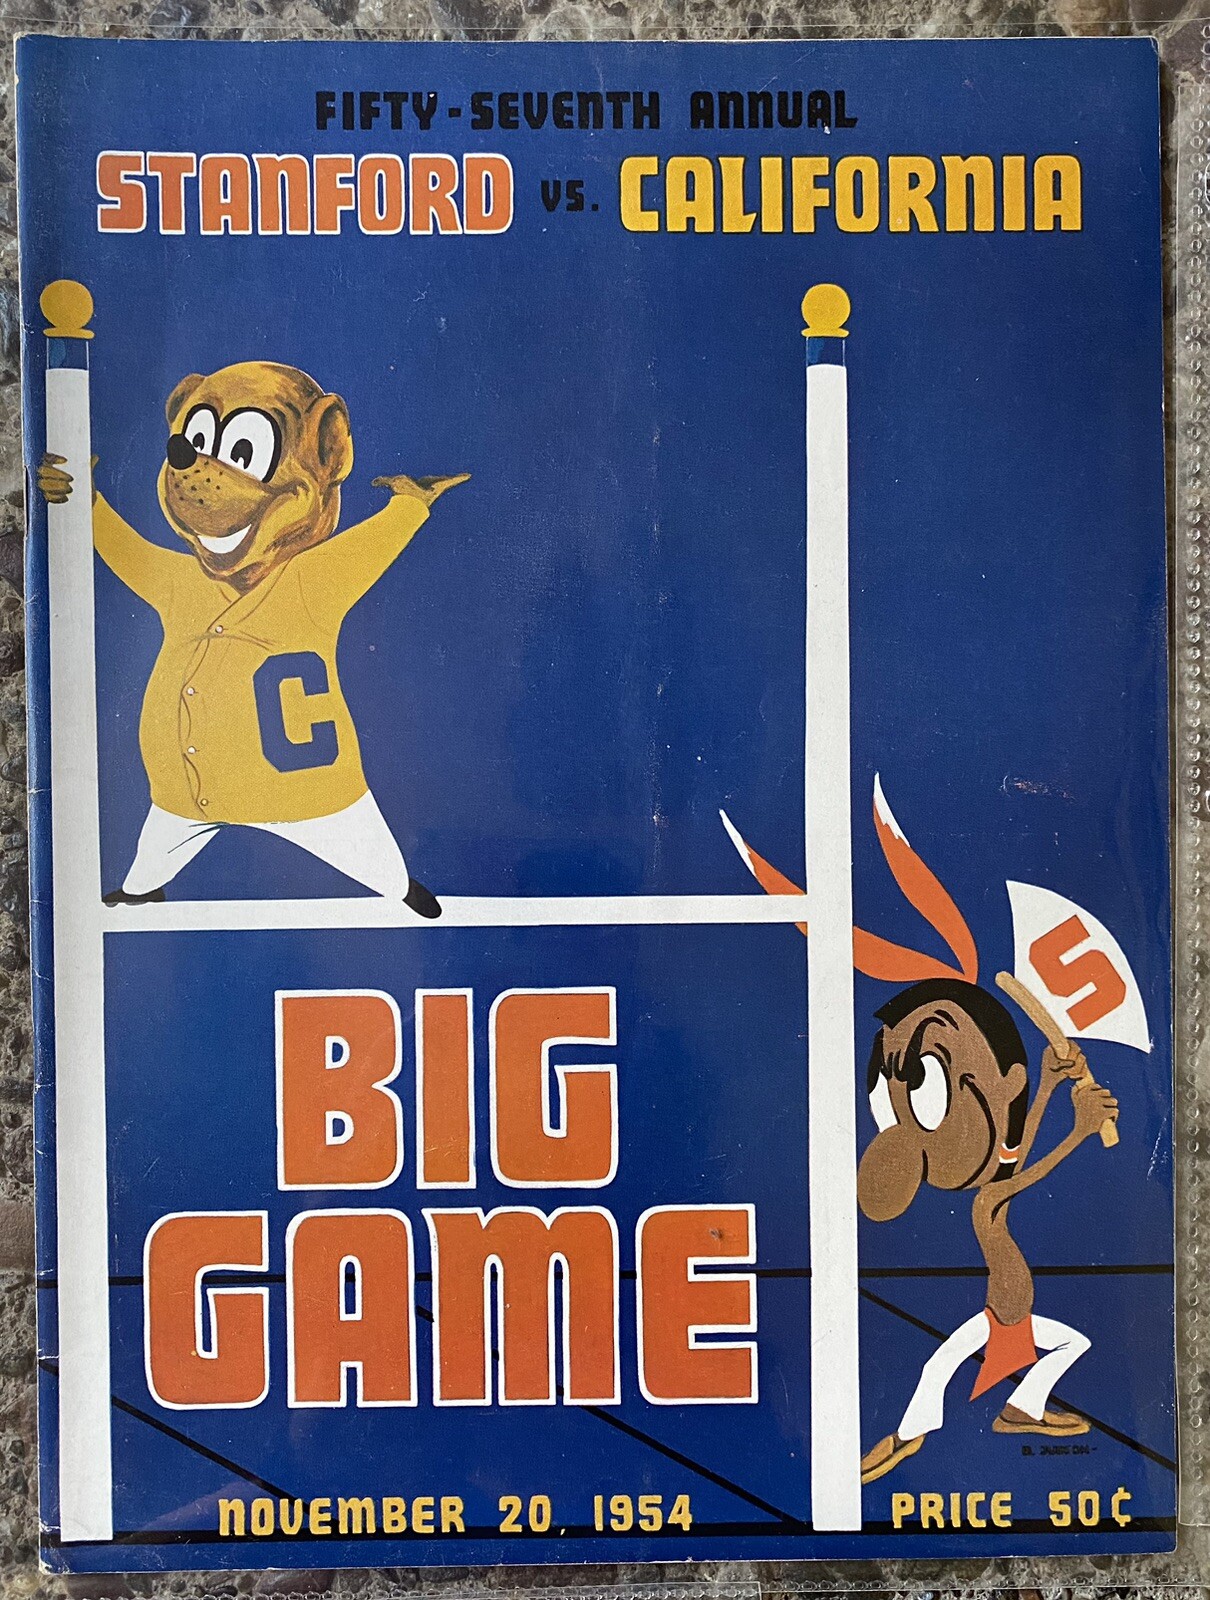 FIFTY-SEVENTH ANNUAL
STANFORD vs. CALIFORNIA
C
S
BIG
GAME
NOVEMBER 20, 1954
PRICE 50¢